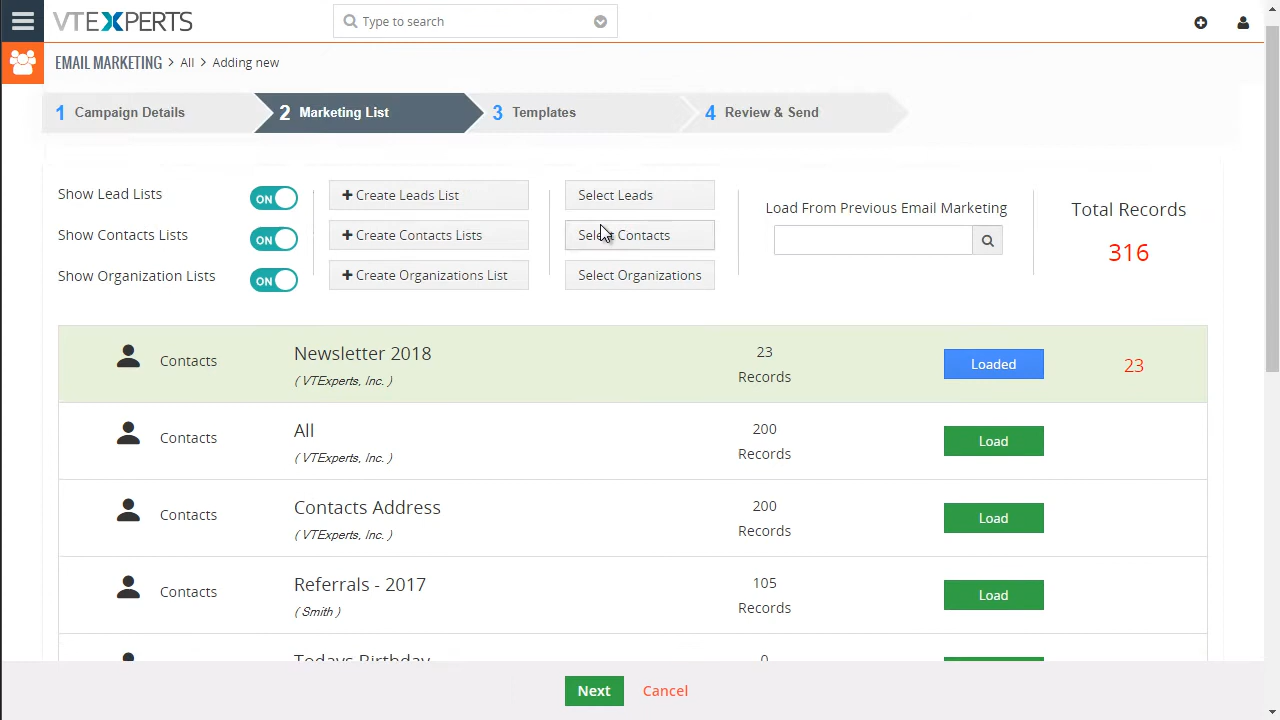 VTEXPERTS
Type to search
EMAIL MARKETING > All > Adding new
1 Campaign Details
2 Marketing List
3 Templates
4 Review & Send
Show Lead Lists
ON
Show Contacts Lists
ON
Show Organization Lists
ON
+ Create Leads List
+ Create Contacts Lists
+ Create Organizations List
Select Leads
Select Contacts
Select Organizations
Load From Previous Email Marketing
Total Records
316
Contacts
Newsletter 2018
( VTExperts, Inc. )
23
Records
Loaded
23
Contacts
All
( VTExperts, Inc. )
200
Records
Load
Contacts
Contacts Address
( VTExperts, Inc. )
200
Records
Load
Contacts
Referrals - 2017
( Smith )
105
Records
Load
Todays Birthday
0
Next
Cancel